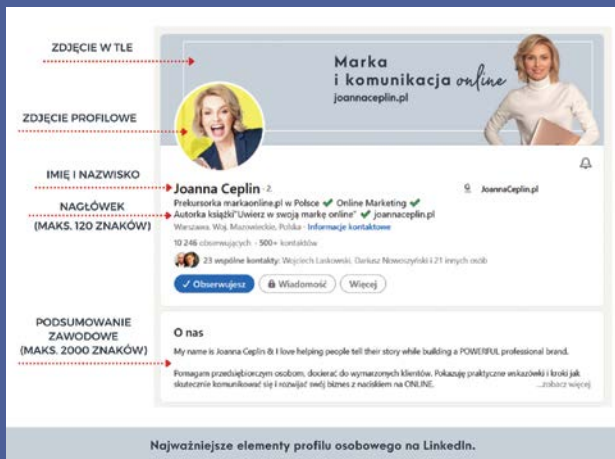 ZDJĘCIE W TLE
Marka
i komunikacja online
joannaceplin.pl
ZDJĘCIE PROFILOWE
IMIĘ I NAZWISKO
Joanna Ceplin · 2.
JoannaCeplin.pl
NAGŁÓWEK
(MAKS. 120 ZNAKÓW)
Prekursorka markaonline.pl w Polsce ✔ Online Marketing ✔
Autorka książki"Uwierz w swoją markę online" ✔ joannaceplin.pl
Warszawa, Woj. Mazowieckie, Polska · Informacje kontaktowe
10 246 obserwujących · 500+ kontaktów
23 wspólne kontakty: Wojciech Laskowski, Dariusz Nowoszyński i 21 innych osób
✓ Obserwujesz
Wiadomość
Więcej
PODSUMOWANIE
ZAWODOWE
(MAKS. 2000 ZNAKÓW)
O nas
My name is Joanna Ceplin & I love helping people tell their story while building a POWERFUL professional brand.
Pomagam przedsiębiorczym osobom, docierać do wymarzonych klientów. Pokazuję praktyczne wskazówki i kroki jak
skutecznie komunikować się i rozwijać swój biznes z naciskiem na ONLINE.
...zobacz więcej
Najważniejsze elementy profilu osobowego na LinkedIn.